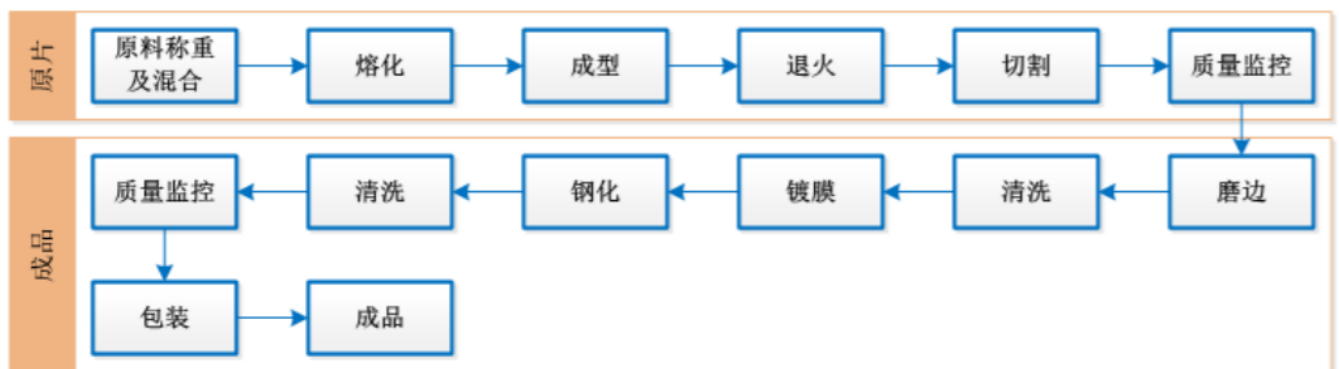 原片
原料称重
及混合
熔化
成型
退火
切割
质量监控
成品
质量监控
清洗
钢化
镀膜
清洗
磨边
包装
成品